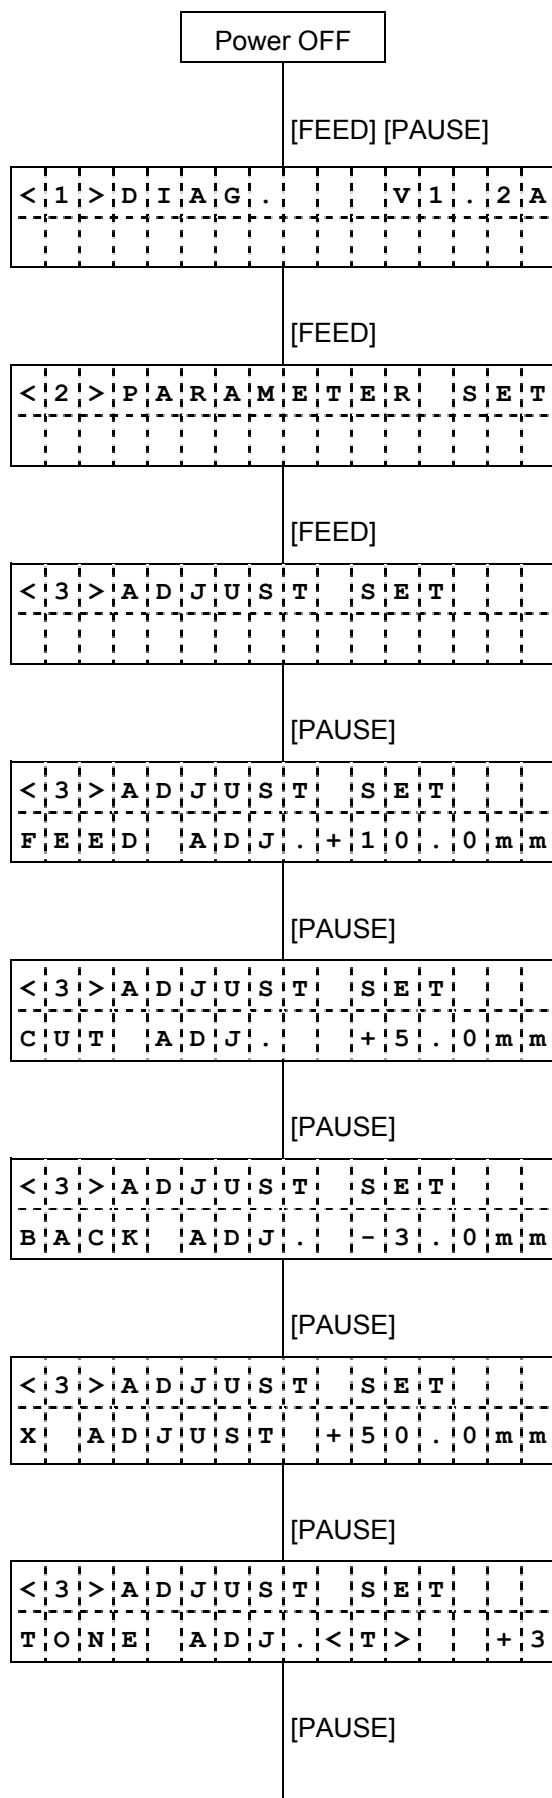 Power OFF
[FEED] [PAUSE]
<1>DIAG.    V1.2A
[FEED]
<2>PARAMETER SET
[FEED]
<3>ADJUST SET
[PAUSE]
<3>ADJUST SET
FEED ADJ.+10.0mm
[PAUSE]
<3>ADJUST SET
CUT ADJ.  +5.0mm
[PAUSE]
<3>ADJUST SET
BACK ADJ. -3.0mm
[PAUSE]
<3>ADJUST SET
X ADJUST +50.0mm
[PAUSE]
<3>ADJUST SET
TONE ADJ.<T>  +3
[PAUSE]